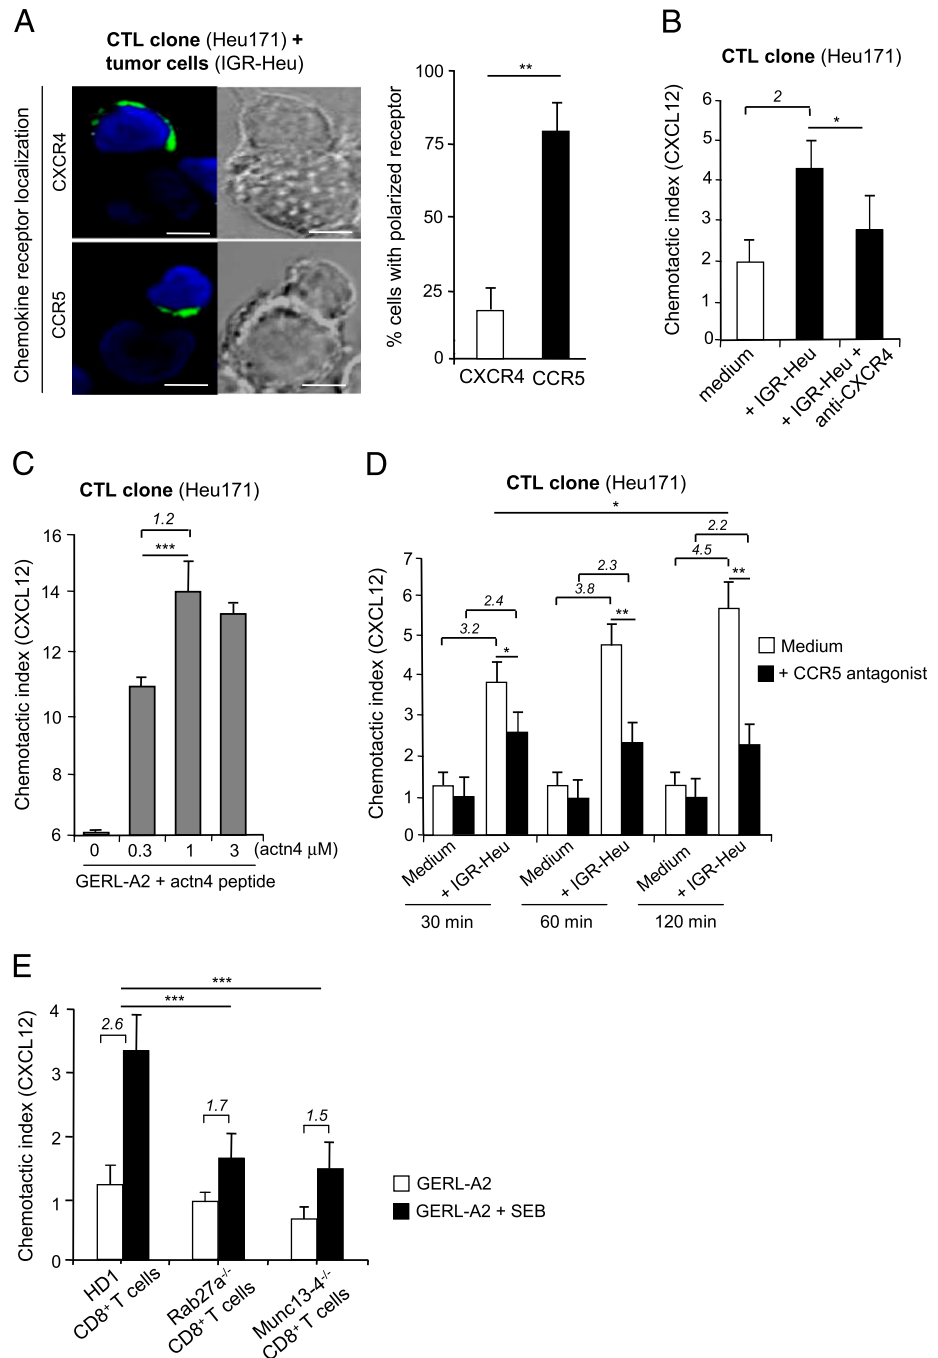 A
CTL clone (Heu171) +
tumor cells (IGR-Heu)
Chemokine receptor localization
CXCR4
CCR5
% cells with polarized receptor
100
75
50
25
0
**
CXCR4 CCR5
B
CTL clone (Heu171)
Chemotactic index (CXCL12)
6
5
4
3
2
1
0
2
*
medium
+ IGR-Heu
+ IGR-Heu +
anti-CXCR4
C
CTL clone (Heu171)
Chemotactic index (CXCL12)
16
14
12
10
8
6
1.2
***
0 0.3 1 3 (actn4 µM)
GERL-A2 + actn4 peptide
D
CTL clone (Heu171)
*
Chemotactic index (CXCL12)
7
6
5
4
3
2
1
0
3.2
2.4
*
3.8
2.3
**
4.5
2.2
**
Medium
+ CCR5 antagonist
Medium
+ IGR-Heu
Medium
+ IGR-Heu
Medium
+ IGR-Heu
30 min 60 min 120 min
E
***
***
Chemotactic index (CXCL12)
4
3
2
1
0
2.6
1.7
1.5
GERL-A2
GERL-A2 + SEB
HD1
CD8+ T cells
Rab27a-/-
CD8+ T cells
Munc13-4-/-
CD8+ T cells